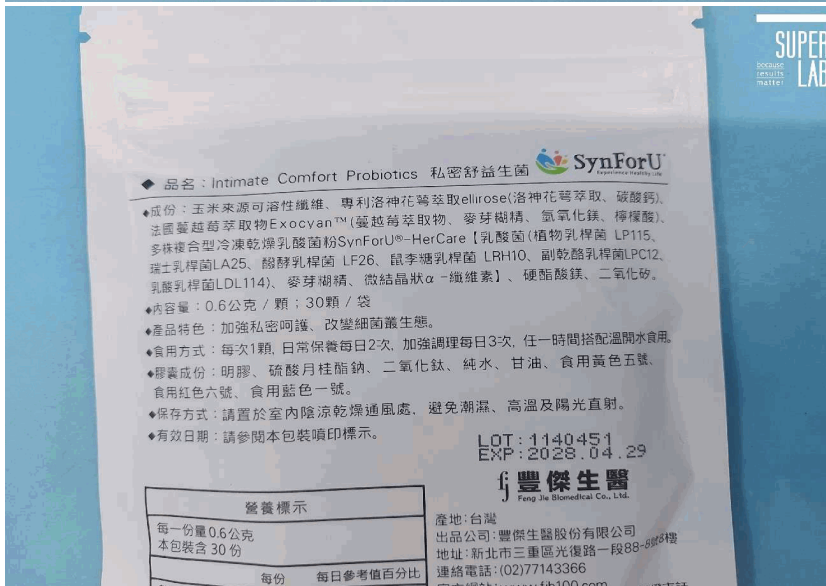 SUPER
because
results
matter
LAB
◆ 品名：Intimate Comfort Probiotics 私密舒益生菌
SynForU
Experience Healthy Life
◆成份：玉米來源可溶性纖維、專利洛神花萼萃取ellirose(洛神花萼萃取、碳酸鈣)、
法國蔓越莓萃取物Exocyan™(蔓越莓萃取物、麥芽糊精、氫氧化鎂、檸檬酸)、
多株複合型冷凍乾燥乳酸菌粉SynForU®-HerCare【乳酸菌(植物乳桿菌 LP115、
瑞士乳桿菌LA25、醱酵乳桿菌 LF26、鼠李糖乳桿菌 LRH10、副乾酪乳桿菌LPC12、
乳酸乳桿菌LDL114)、麥芽糊精、微結晶狀α-纖維素】、硬酯酸鎂、二氧化矽。
◆內容量：0.6公克 / 顆；30顆 / 袋
◆產品特色：加強私密呵護、改變細菌叢生態。
◆食用方式：每次1顆, 日常保養每日2次, 加強調理每日3次, 任一時間搭配溫開水食用。
◆膠囊成份：明膠、硫酸月桂酯鈉、二氧化鈦、純水、甘油、食用黃色五號、
食用紅色六號、食用藍色一號。
◆保存方式：請置於室內陰涼乾燥通風處、避免潮濕、高溫及陽光直射。
◆有效日期：請參閱本包裝噴印標示。
LOT:1140451
EXP:2028.04.29
fj 豐傑生醫
Feng Jie Biomedical Co., Ltd.
營養標示
每一份量0.6公克
本包裝含 30 份
每份 每日參考值百分比
產地:台灣
出品公司:豐傑生醫股份有限公司
地址:新北市三重區光復路一段88-8號8樓
連絡電話:(02)77143366